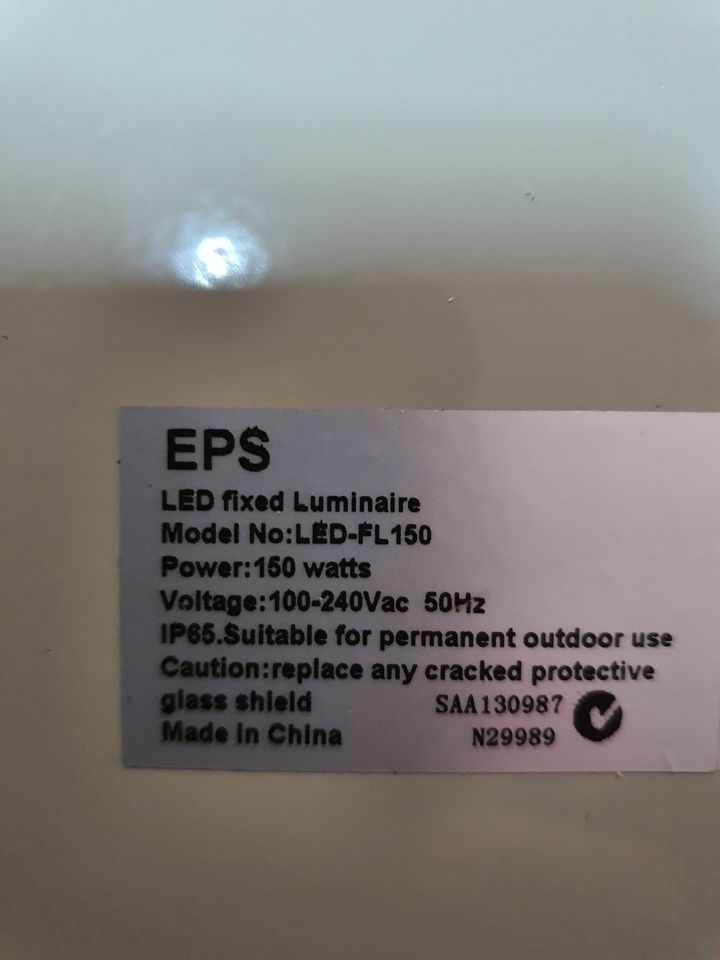 EPS
LED fixed Luminaire
Model No:LED-FL150
Power:150 watts
Voltage:100-240Vac 50Hz
IP65.Suitable for permanent outdoor use
Caution:replace any cracked protective
glass shield SAA130987
Made in China N29989